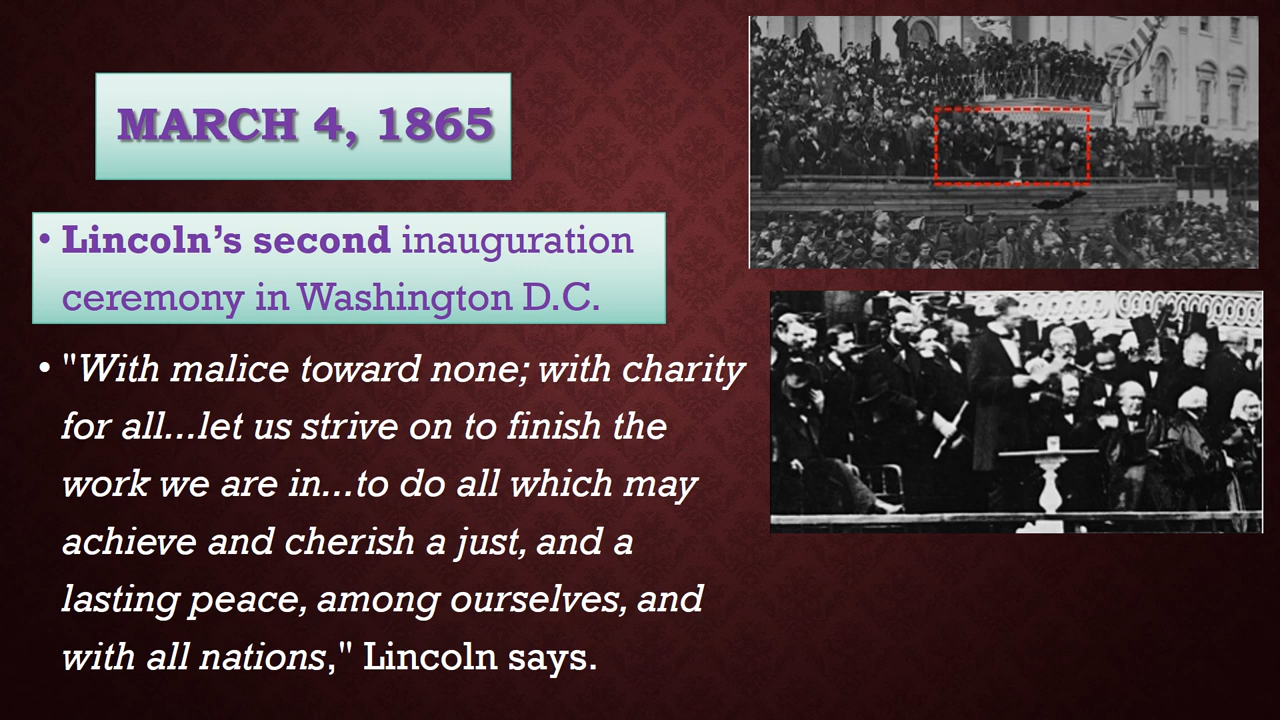 MARCH 4, 1865
• Lincoln’s second inauguration
ceremony in Washington D.C.
• "With malice toward none; with charity
for all...let us strive on to finish the
work we are in...to do all which may
achieve and cherish a just, and a
lasting peace, among ourselves, and
with all nations," Lincoln says.